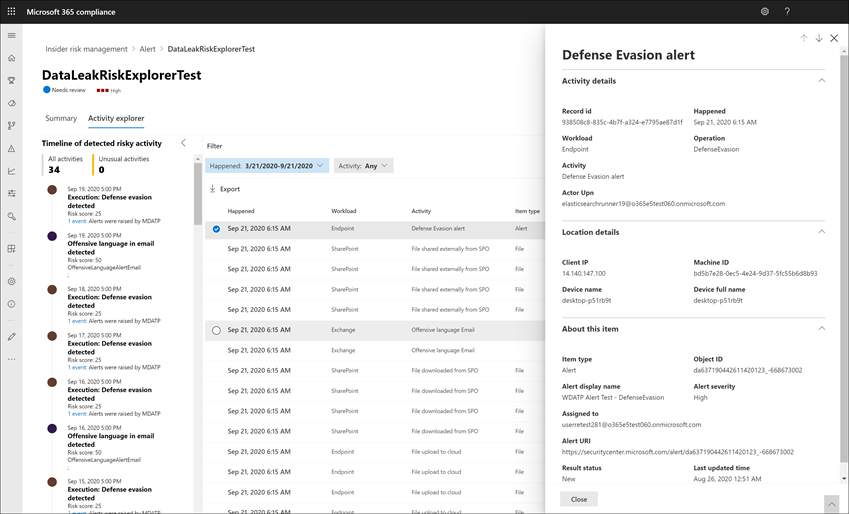 Microsoft 365 compliance
?
Insider risk management > Alert > DataLeakRiskExplorerTest
DataLeakRiskExplorerTest
Needs review High
Summary Activity explorer
Timeline of detected risky activity
All activities Unusual activities
34 0
Sep 19, 2020 5:00 PM
Execution: Defense evasion
detected
Risk score: 25
1 event: Alerts were raised by MDATP
Sep 19, 2020 5:00 PM
Offensive language in email
detected
Risk score: 50
OffensiveLanguageAlertEmail
;
Sep 18, 2020 5:00 PM
Execution: Defense evasion
detected
Risk score: 25
1 event: Alerts were raised by MDATP
Sep 17, 2020 5:00 PM
Execution: Defense evasion
detected
Risk score: 25
1 event: Alerts were raised by MDATP
Sep 16, 2020 5:00 PM
Execution: Defense evasion
detected
Risk score: 25
1 event: Alerts were raised by MDATP
Sep 16, 2020 5:00 PM
Offensive language in email
detected
Risk score: 50
OffensiveLanguageAlertEmail
;
Sep 15, 2020 5:00 PM
Execution: Defense evasion
detected
Risk score: 25
1 event: Alerts were raised by MDATP
Filter
Happened: 3/21/2020-9/21/2020 Activity: Any
Export
Happened Workload Activity Item type
Sep 21, 2020 6:15 AM Endpoint Defense Evasion alert Alert
Sep 21, 2020 6:15 AM SharePoint File shared externally from SPO File
Sep 21, 2020 6:15 AM SharePoint File shared externally from SPO File
Sep 21, 2020 6:15 AM SharePoint File shared externally from SPO File
Sep 21, 2020 6:15 AM SharePoint File shared externally from SPO File
Sep 21, 2020 6:15 AM Exchange Offensive language Email
Sep 21, 2020 6:15 AM Exchange Offensive language Email
Sep 21, 2020 6:15 AM SharePoint File downloaded from SPO File
Sep 21, 2020 6:15 AM SharePoint File downloaded from SPO File
Sep 21, 2020 6:15 AM SharePoint File downloaded from SPO File
Sep 21, 2020 6:15 AM SharePoint File downloaded from SPO File
Sep 21, 2020 6:15 AM Endpoint File upload to cloud File
Sep 21, 2020 6:15 AM Endpoint File upload to cloud File
Sep 21, 2020 6:15 AM Endpoint File upload to cloud File
Sep 21, 2020 6:15 AM Endpoint File upload to cloud File
Defense Evasion alert
Activity details
Record id Happened
938508c8-835c-4b7f-a324-e7795ae87d1f Sep 21, 2020 6:15 AM
Workload Operation
Endpoint DefenseEvasion
Activity
Defense Evasion alert
Actor Upn
elasticsearchrunner19@o365e5test060.onmicrosoft.com
Location details
Client IP Machine ID
14.140.147.100 bd5b7e28-0ec5-4e24-9d37-5fc55b6d8b93
Device name Device full name
desktop-p51rb9t desktop-p51rb9t
About this item
Item type Object ID
Alert da637190442611420123_-668673002
Alert display name Alert severity
WDATP Alert Test - DefenseEvasion High
Assigned to
userretest281@o365e5test060.onmicrosoft.com
Alert URI
https://securitycenter.microsoft.com/alert/da637190442611420123_-668673002
Result status Last updated time
New Aug 26, 2020 12:51 AM
Close